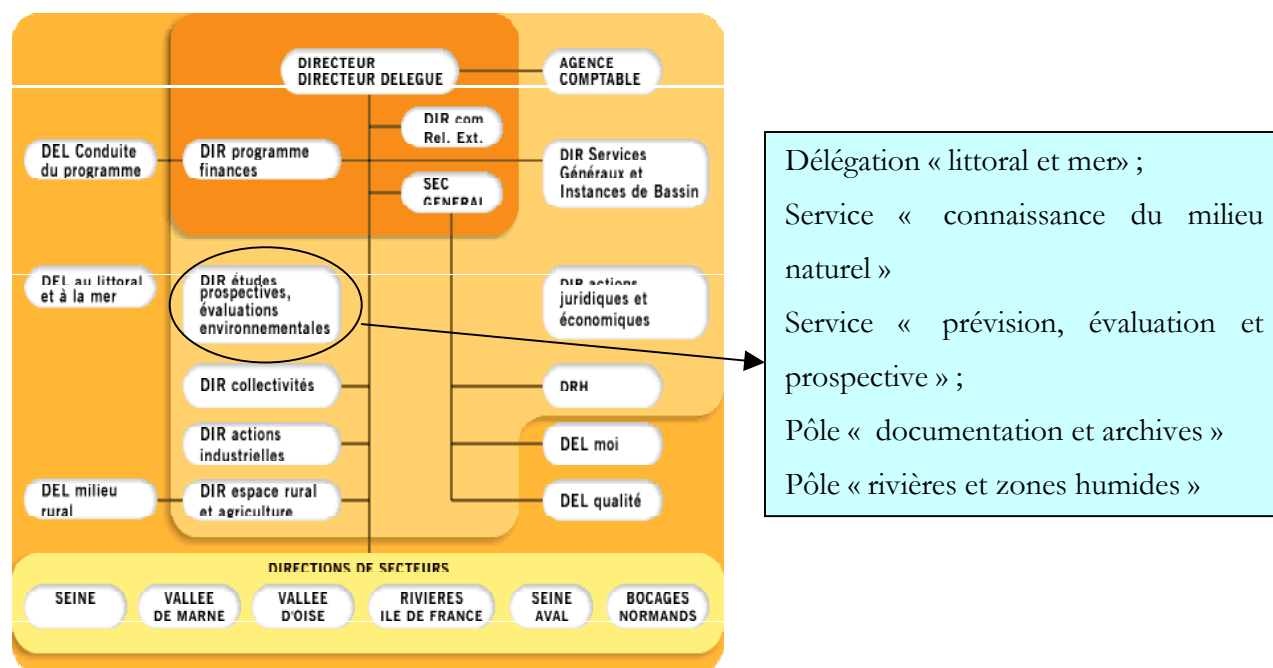 DIRECTEUR
DIRECTEUR DELEGUE
AGENCE
COMPTABLE
DIR com
Rel. Ext.
DEL Conduite
du programme
DIR programme
finances
DIR Services
Généraux et
Instances de Bassin
SEC
GENERAL
DEL au littoral
et à la mer
DIR études
prospectives,
évaluations
environnementales
DIR actions
juridiques et
économiques
DIR collectivités
DRH
DIR actions
industrielles
DEL moi
DEL milieu
rural
DIR espace rural
et agriculture
DEL qualité
DIRECTIONS DE SECTEURS
SEINE
VALLEE
DE MARNE
VALLEE
D'OISE
RIVIERES
ILE DE FRANCE
SEINE
AVAL
BOCAGES
NORMANDS
Délégation « littoral et mer» ;
Service « connaissance du milieu
naturel »
Service « prévision, évaluation et
prospective » ;
Pôle « documentation et archives »
Pôle « rivières et zones humides »